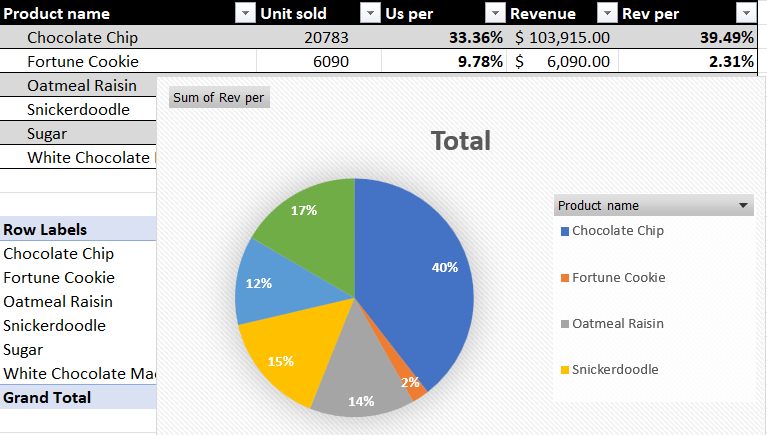 Product name Unit sold Us per Revenue Rev per
Chocolate Chip 20783 33.36% $ 103,915.00 39.49%
Fortune Cookie 6090 9.78% $ 6,090.00 2.31%
Oatmeal Raisin
Snickerdoodle
Sugar
White Chocolate
Row Labels
Chocolate Chip
Fortune Cookie
Oatmeal Raisin
Snickerdoodle
Sugar
White Chocolate Ma
Grand Total
Sum of Rev per
Total
17%
40%
12%
15%
2%
14%
Product name
Chocolate Chip
Fortune Cookie
Oatmeal Raisin
Snickerdoodle